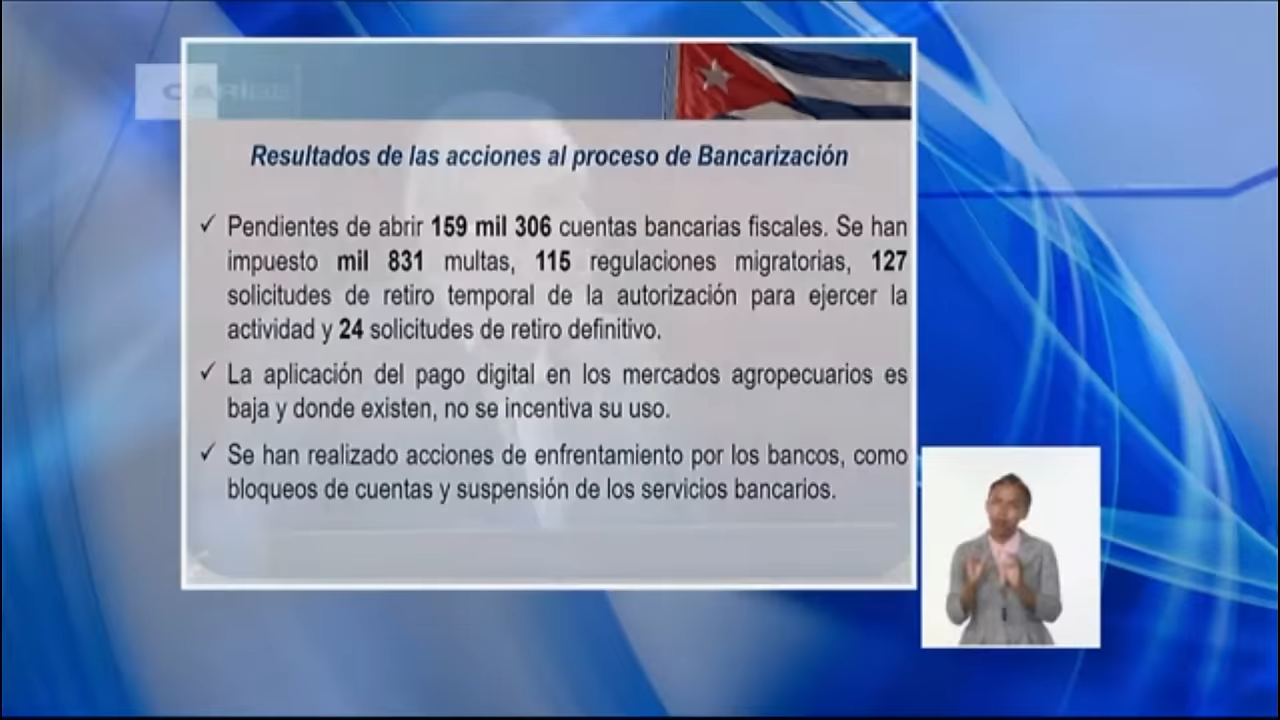 CARIBE
Resultados de las acciones al proceso de Bancarización
✓ Pendientes de abrir 159 mil 306 cuentas bancarias fiscales. Se han
impuesto mil 831 multas, 115 regulaciones migratorias, 127
solicitudes de retiro temporal de la autorización para ejercer la
actividad y 24 solicitudes de retiro definitivo.
✓ La aplicación del pago digital en los mercados agropecuarios es
baja y donde existen, no se incentiva su uso.
✓ Se han realizado acciones de enfrentamiento por los bancos, como
bloqueos de cuentas y suspensión de los servicios bancarios.